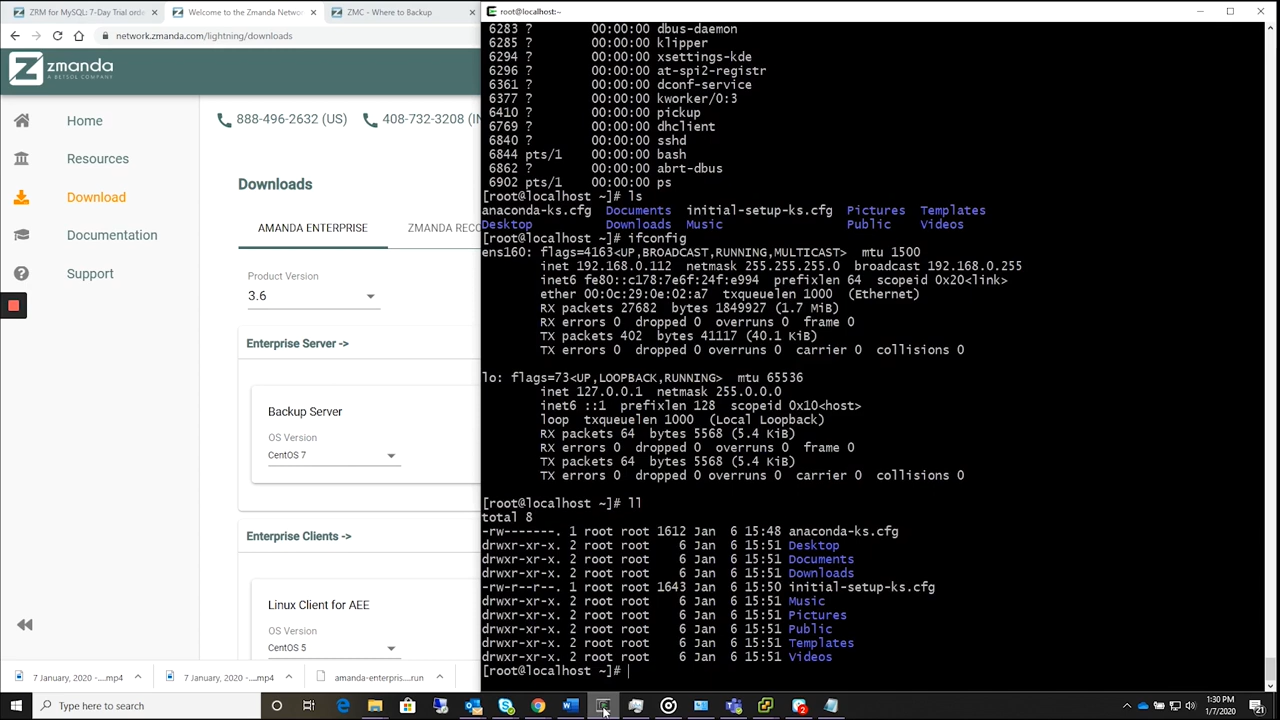 ZRM for MySQL: 7-Day Trial orde
Welcome to the Zmanda Netwo
ZMC - Where to Backup
network.zmanda.com/lightning/downloads
zmanda
A BETSOL COMPANY
Home
Resources
Download
Documentation
Support
888-496-2632 (US)
408-732-3208 (IN
Downloads
AMANDA ENTERPRISE
ZMANDA RECO
Product Version
3.6
Enterprise Server ->
Backup Server
OS Version
CentOS 7
Enterprise Clients ->
Linux Client for AEE
OS Version
CentOS 5
root@localhost:~
6283 ?        00:00:00 dbus-daemon
6285 ?        00:00:00 klipper
6294 ?        00:00:00 xsettings-kde
6296 ?        00:00:00 at-spi2-registr
6361 ?        00:00:00 dconf-service
6377 ?        00:00:00 kworker/0:3
6410 ?        00:00:00 pickup
6769 ?        00:00:00 dhclient
6840 ?        00:00:00 sshd
6844 pts/1    00:00:00 bash
6862 ?        00:00:00 abrt-dbus
6902 pts/1    00:00:00 ps
[root@localhost ~]# ls
anaconda-ks.cfg  Documents  initial-setup-ks.cfg  Pictures  Templates
Desktop          Downloads  Music                 Public    Videos
[root@localhost ~]# ifconfig
ens160: flags=4163<UP,BROADCAST,RUNNING,MULTICAST>  mtu 1500
inet 192.168.0.112  netmask 255.255.255.0  broadcast 192.168.0.255
inet6 fe80::c178:7e6f:24f:e994  prefixlen 64  scopeid 0x20<link>
ether 00:0c:29:0e:02:a7  txqueuelen 1000  (Ethernet)
RX packets 27682  bytes 1849927 (1.7 MiB)
RX errors 0  dropped 0  overruns 0  frame 0
TX packets 402  bytes 41117 (40.1 KiB)
TX errors 0  dropped 0 overruns 0  carrier 0  collisions 0
lo: flags=73<UP,LOOPBACK,RUNNING>  mtu 65536
inet 127.0.0.1  netmask 255.0.0.0
inet6 ::1  prefixlen 128  scopeid 0x10<host>
loop  txqueuelen 1000  (Local Loopback)
RX packets 64  bytes 5568 (5.4 KiB)
RX errors 0  dropped 0  overruns 0  frame 0
TX packets 64  bytes 5568 (5.4 KiB)
TX errors 0  dropped 0 overruns 0  carrier 0  collisions 0
[root@localhost ~]# ll
total 8
-rw-------. 1 root root 1612 Jan  6 15:48 anaconda-ks.cfg
drwxr-xr-x. 2 root root    6 Jan  6 15:51 Desktop
drwxr-xr-x. 2 root root    6 Jan  6 15:51 Documents
drwxr-xr-x. 2 root root    6 Jan  6 15:51 Downloads
-rw-r--r--. 1 root root 1643 Jan  6 15:50 initial-setup-ks.cfg
drwxr-xr-x. 2 root root    6 Jan  6 15:51 Music
drwxr-xr-x. 2 root root    6 Jan  6 15:51 Pictures
drwxr-xr-x. 2 root root    6 Jan  6 15:51 Public
drwxr-xr-x. 2 root root    6 Jan  6 15:51 Templates
drwxr-xr-x. 2 root root    6 Jan  6 15:51 Videos
[root@localhost ~]#
7 January, 2020 -....mp4
7 January, 2020 -....mp4
amanda-enterpris....run
Type here to search
2
1:30 PM
1/7/2020
21